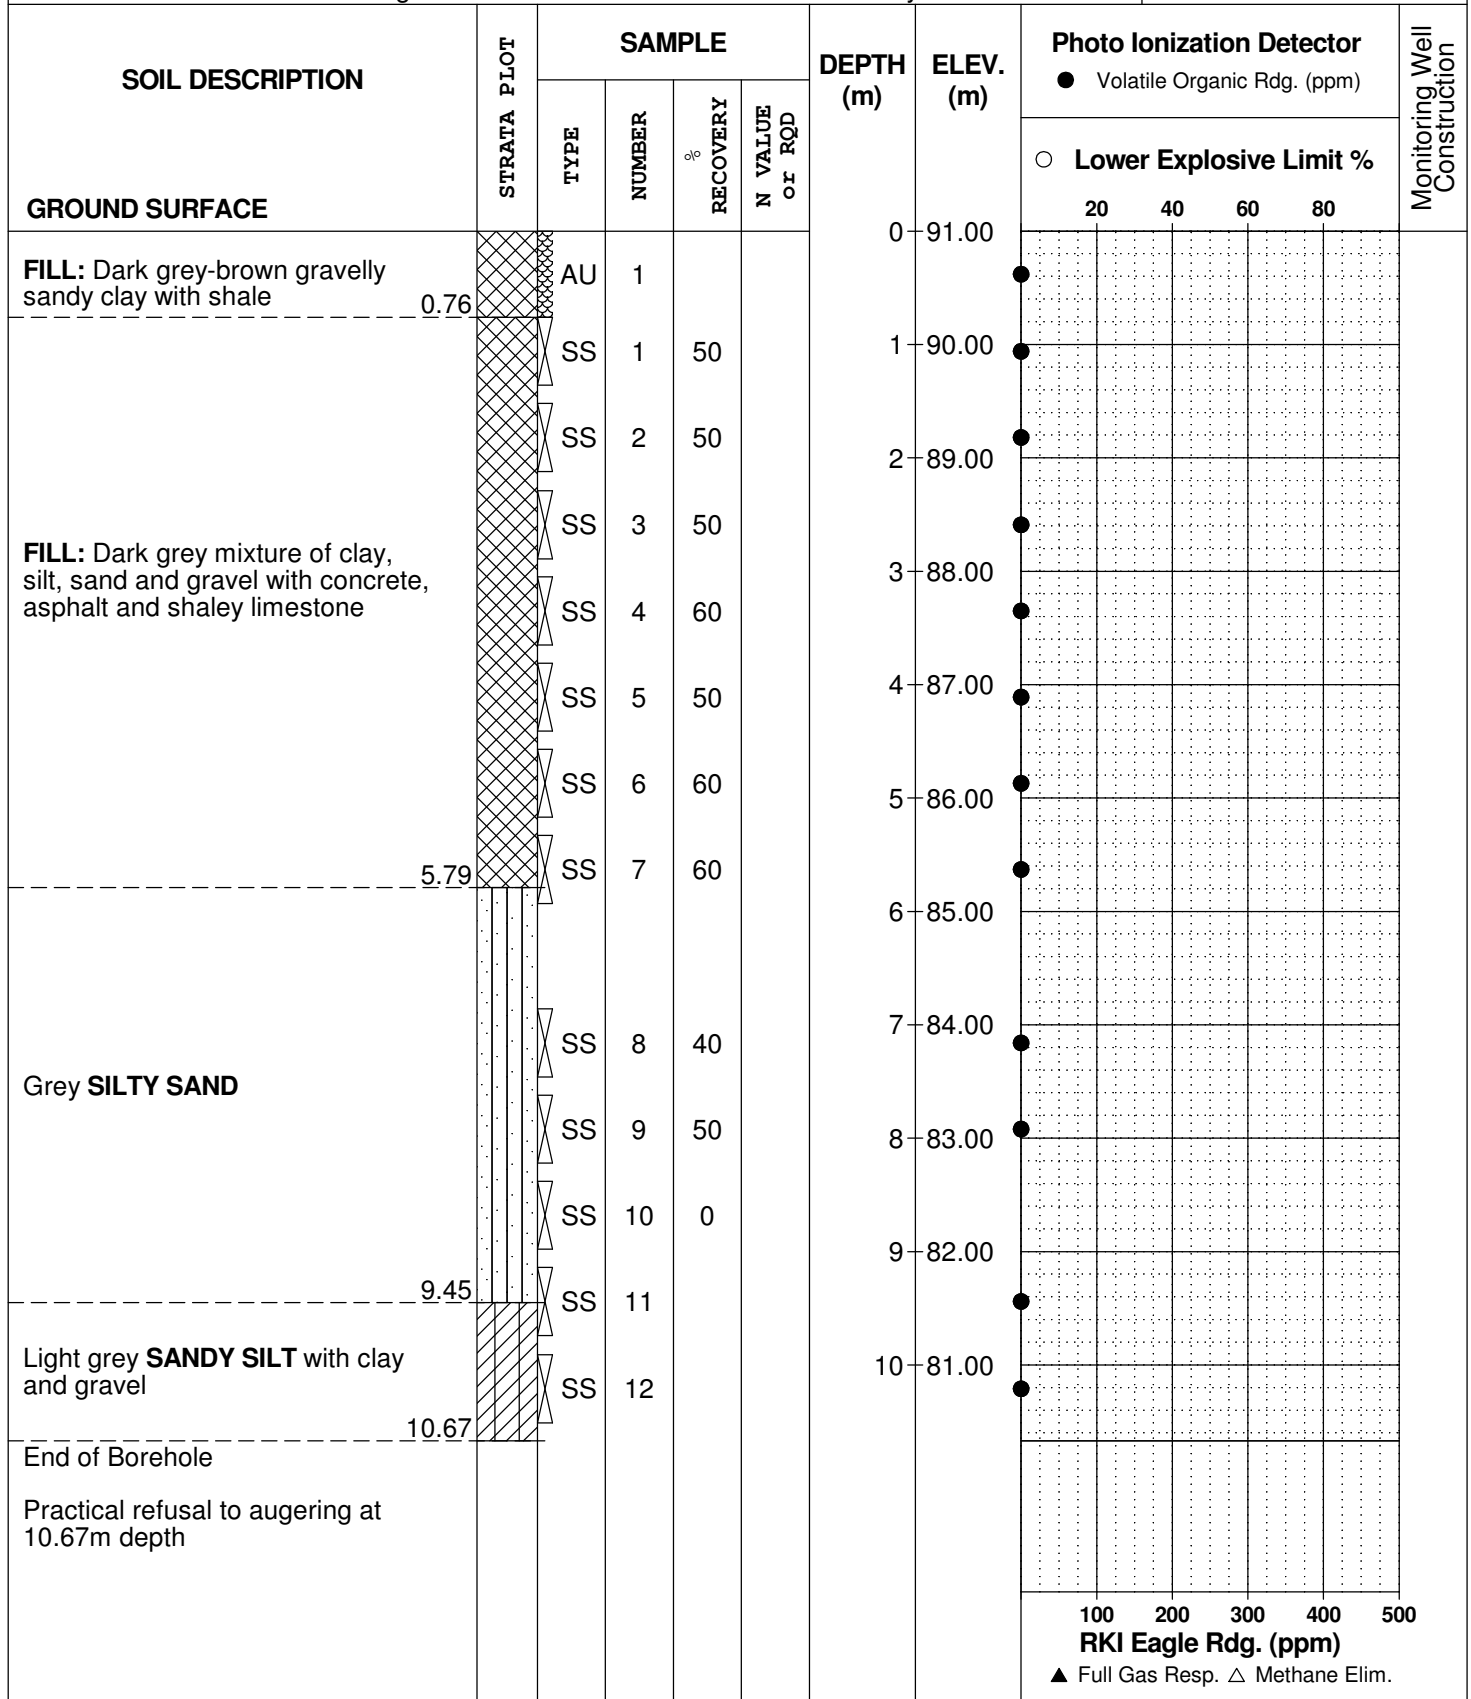 SOIL DESCRIPTION
GROUND SURFACE
STRATA PLOT
SAMPLE
TYPE
NUMBER
%
RECOVERY
N VALUE
or RQD
DEPTH
(m)
ELEV.
(m)
Photo Ionization Detector
● Volatile Organic Rdg. (ppm)
○ Lower Explosive Limit %
20 40 60 80
Monitoring Well
Construction
0 91.00
FILL: Dark grey-brown gravelly
sandy clay with shale
0.76
AU 1
SS 1 50
1 90.00
SS 2 50
2 89.00
SS 3 50
FILL: Dark grey mixture of clay,
silt, sand and gravel with concrete,
asphalt and shaley limestone
3 88.00
SS 4 60
4 87.00
SS 5 50
SS 6 60
5 86.00
SS 7 60
5.79
6 85.00
7 84.00
SS 8 40
Grey SILTY SAND
SS 9 50
8 83.00
SS 10 0
9 82.00
9.45
SS 11
Light grey SANDY SILT with clay
and gravel
10 81.00
SS 12
10.67
End of Borehole
Practical refusal to augering at
10.67m depth
100 200 300 400 500
RKI Eagle Rdg. (ppm)
▲ Full Gas Resp. △ Methane Elim.